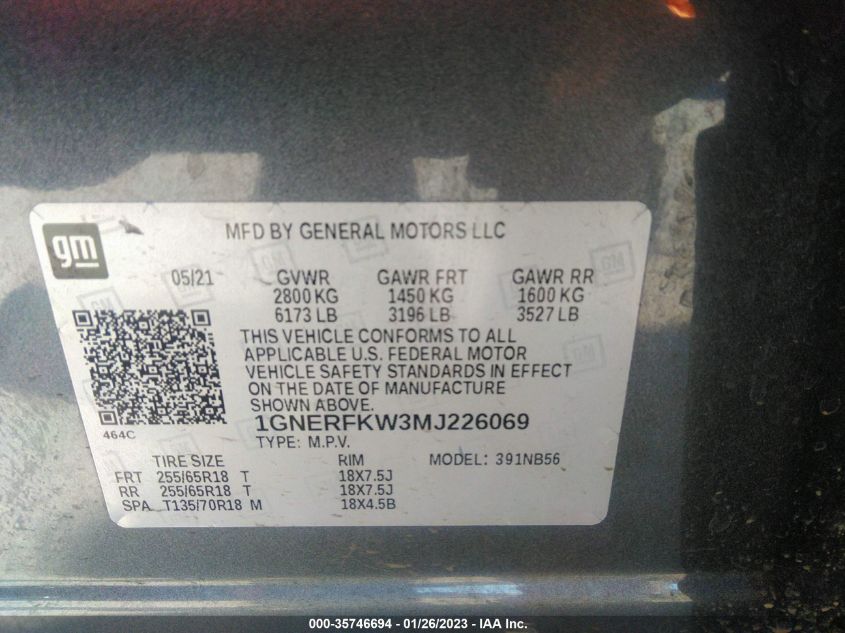 gm
MFD BY GENERAL MOTORS LLC
05/21 GVWR GAWR FRT GAWR RR
2800 KG 1450 KG 1600 KG
6173 LB 3196 LB 3527 LB
THIS VEHICLE CONFORMS TO ALL
APPLICABLE U.S. FEDERAL MOTOR
VEHICLE SAFETY STANDARDS IN EFFECT
ON THE DATE OF MANUFACTURE
SHOWN ABOVE.
464C
1GNERFKW3MJ226069
TYPE: M.P.V.
TIRE SIZE RIM MODEL: 391NB56
FRT 255/65R18 T 18X7.5J
RR 255/65R18 T 18X7.5J
SPA T135/70R18 M 18X4.5B
000-35746694 - 01/26/2023 - IAA Inc.